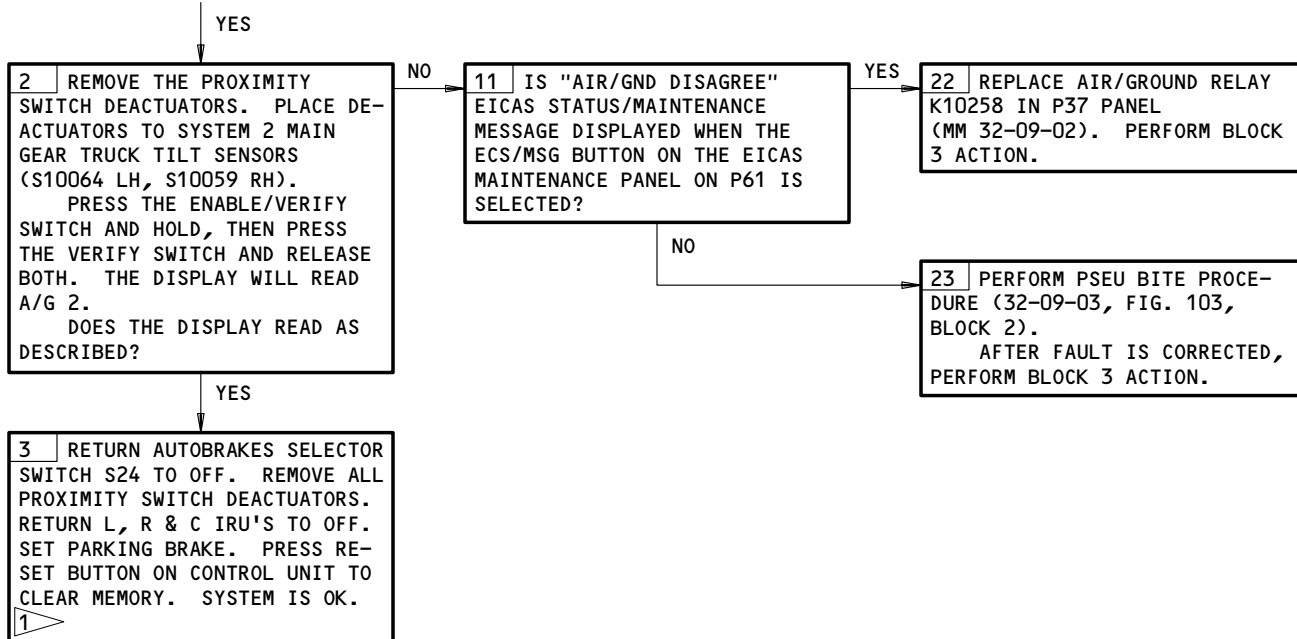 YES
2 REMOVE THE PROXIMITY
SWITCH DEACTUATORS. PLACE DE-
ACTUATORS TO SYSTEM 2 MAIN
GEAR TRUCK TILT SENSORS
(S10064 LH, S10059 RH).
PRESS THE ENABLE/VERIFY
SWITCH AND HOLD, THEN PRESS
THE VERIFY SWITCH AND RELEASE
BOTH. THE DISPLAY WILL READ
A/G 2.
DOES THE DISPLAY READ AS
DESCRIBED?
NO
11 IS "AIR/GND DISAGREE"
EICAS STATUS/MAINTENANCE
MESSAGE DISPLAYED WHEN THE
ECS/MSG BUTTON ON THE EICAS
MAINTENANCE PANEL ON P61 IS
SELECTED?
YES
22 REPLACE AIR/GROUND RELAY
K10258 IN P37 PANEL
(MM 32-09-02). PERFORM BLOCK
3 ACTION.
NO
23 PERFORM PSEU BITE PROCE-
DURE (32-09-03, FIG. 103,
BLOCK 2).
AFTER FAULT IS CORRECTED,
PERFORM BLOCK 3 ACTION.
YES
3 RETURN AUTOBRAKES SELECTOR
SWITCH S24 TO OFF. REMOVE ALL
PROXIMITY SWITCH DEACTUATORS.
RETURN L, R & C IRU'S TO OFF.
SET PARKING BRAKE. PRESS RE-
SET BUTTON ON CONTROL UNIT TO
CLEAR MEMORY. SYSTEM IS OK.
1